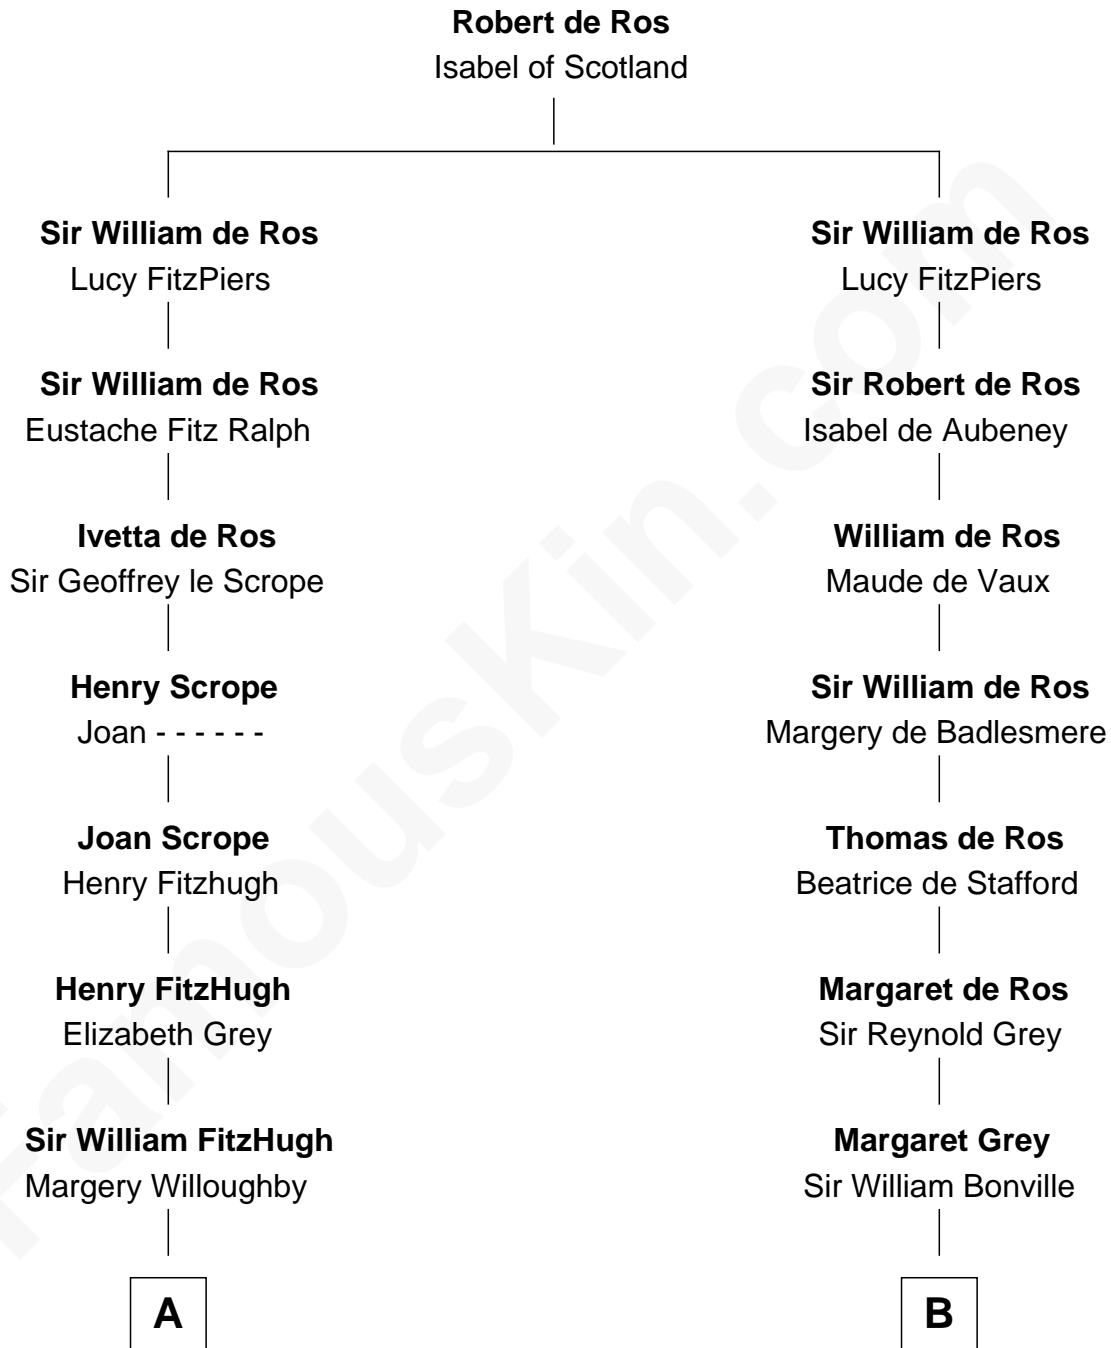 Robert de Ros
Isabel of Scotland
Sir William de Ros
Lucy FitzPiers
Sir William de Ros
Lucy FitzPiers
Sir William de Ros
Eustache Fitz Ralph
Sir Robert de Ros
Isabel de Aubeney
Ivetta de Ros
Sir Geoffrey le Scrope
William de Ros
Maude de Vaux
Henry Scrope
Joan - - - - - -
Sir William de Ros
Margery de Badlesmere
Joan Scrope
Henry Fitzhugh
Thomas de Ros
Beatrice de Stafford
Henry FitzHugh
Elizabeth Grey
Margaret de Ros
Sir Reynold Grey
Sir William FitzHugh
Margery Willoughby
Margaret Grey
Sir William Bonville
A
B
FamousKin.com